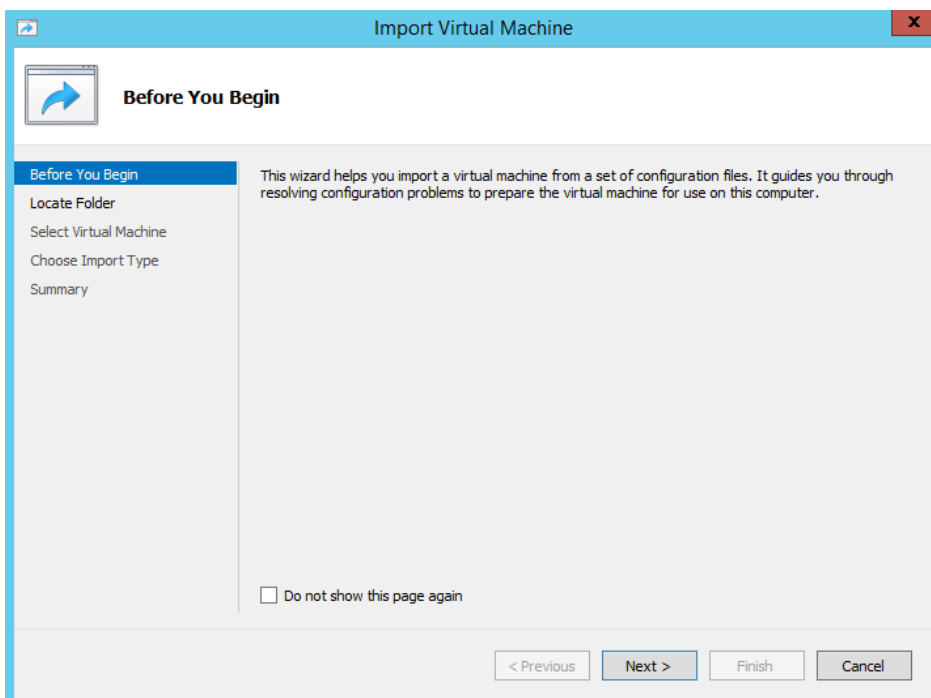 Import Virtual Machine
x
Before You Begin
Before You Begin
Locate Folder
Select Virtual Machine
Choose Import Type
Summary
This wizard helps you import a virtual machine from a set of configuration files. It guides you through
resolving configuration problems to prepare the virtual machine for use on this computer.
Do not show this page again
< Previous
Next >
Finish
Cancel